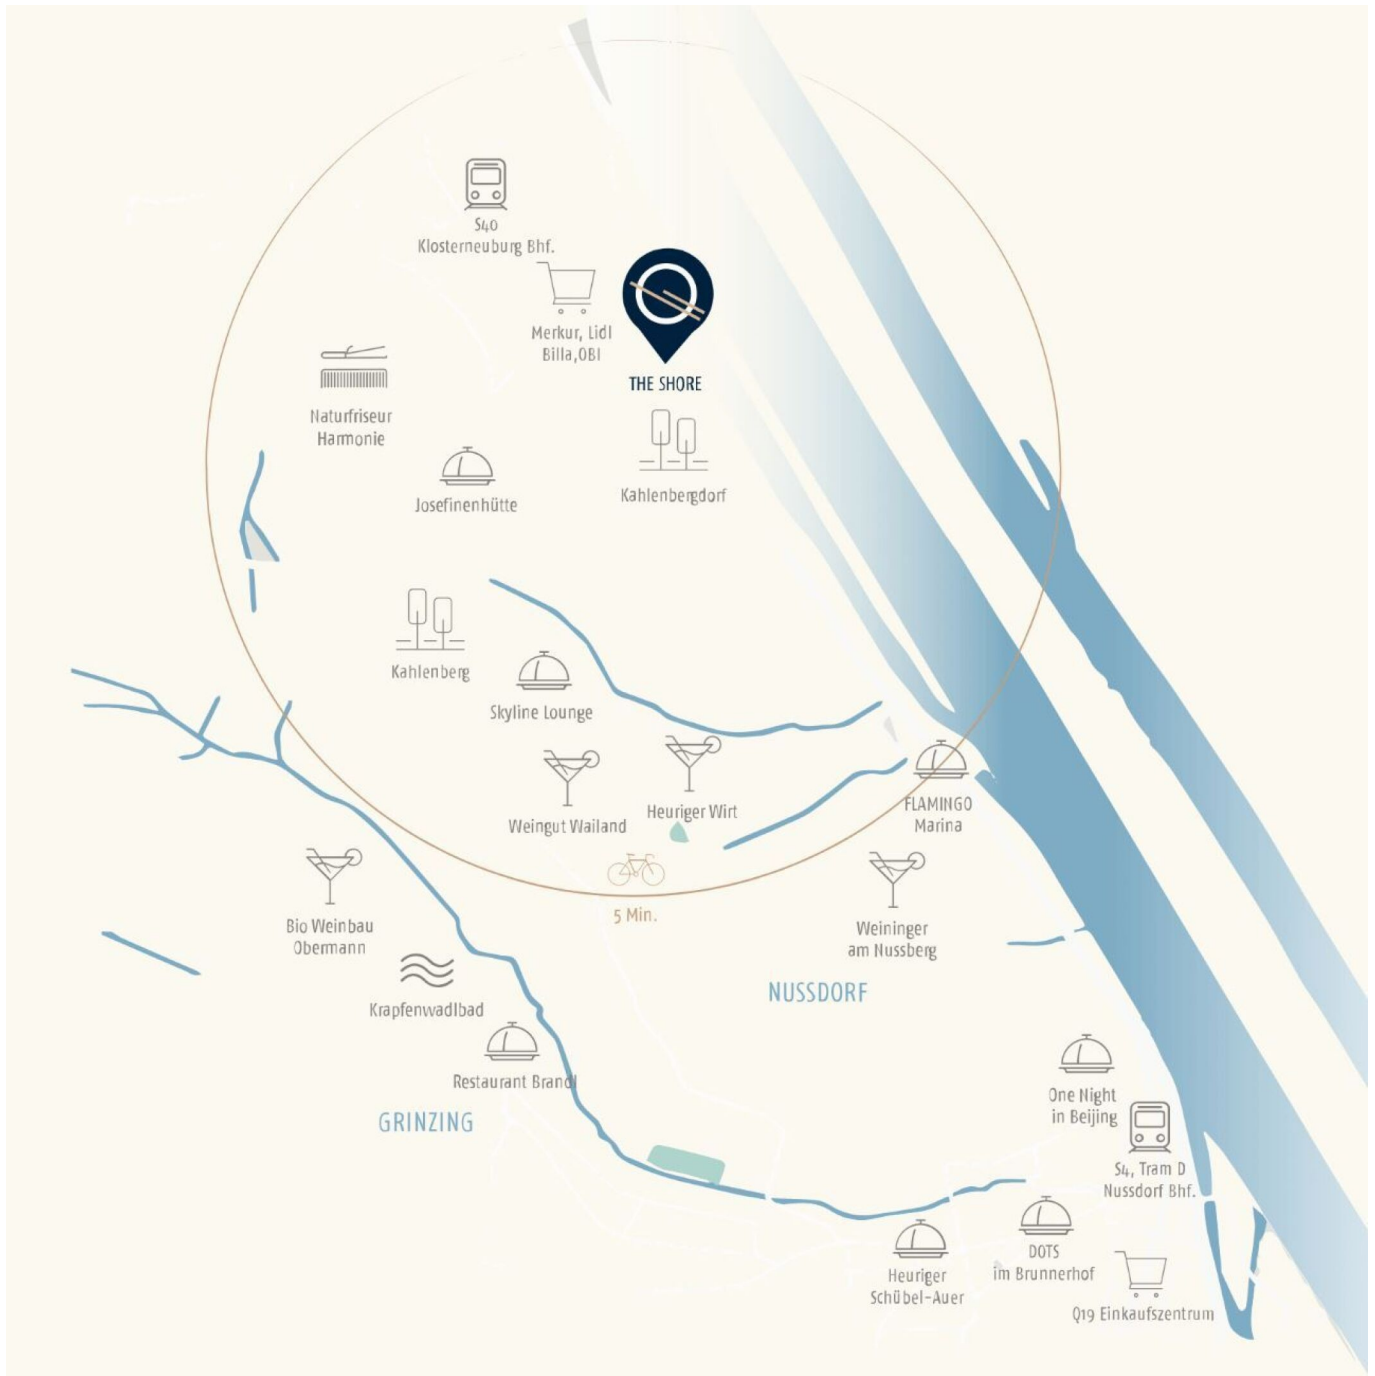 S40
Klosterneuburg Bhf.
Merkur, Lidl
Billa,OBI
THE SHORE
Naturfriseur
Harmonie
Josefinenhütte
Kahlenbergdorf
Kahlenberg
Skyline Lounge
Weingut Wailand
Heuriger Wirt
FLAMINGO
Marina
5 Min.
Bio Weinbau
Obermann
Weininger
am Nussberg
Krapfenwadlbad
NUSSDORF
Restaurant Brandl
GRINZING
One Night
in Beijing
S4, Tram D
Nussdorf Bhf.
DOTS
im Brunnerhof
Heuriger
Schübel-Auer
Q19 Einkaufszentrum